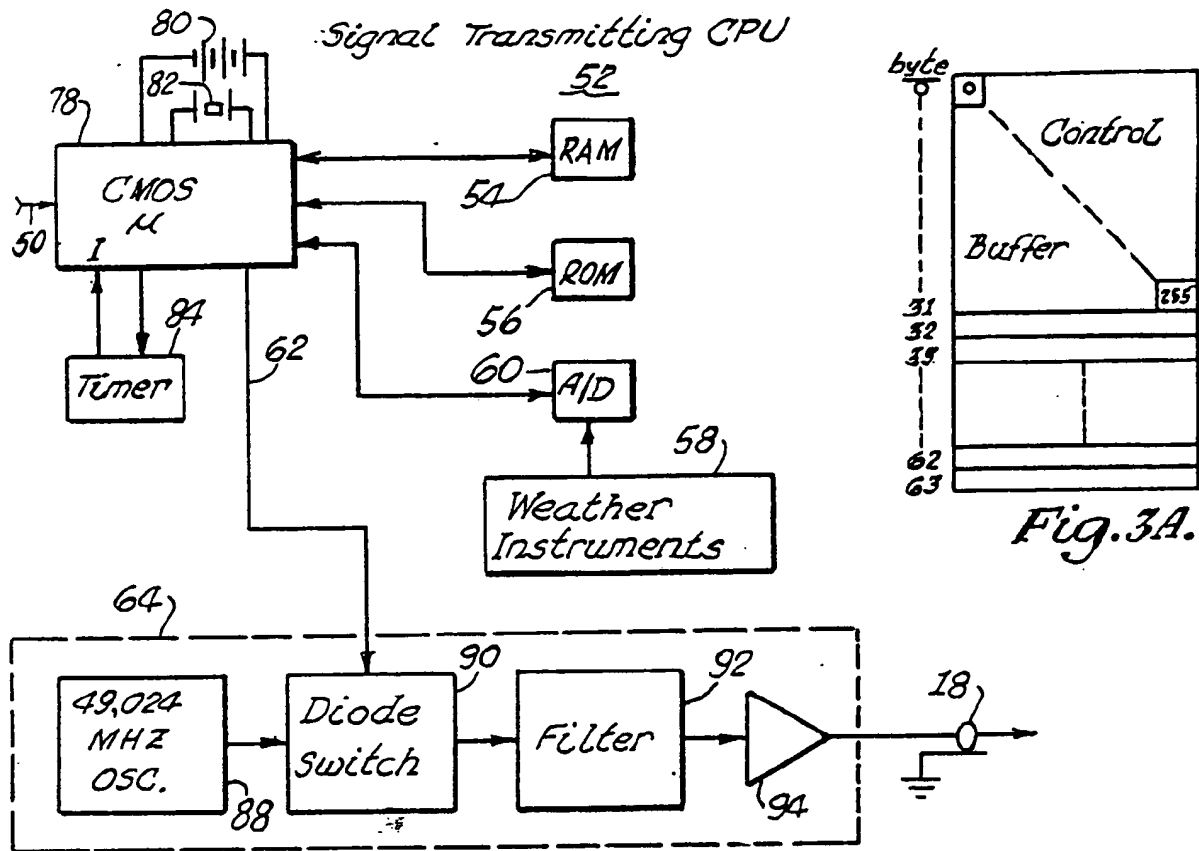 Signal Transmitting CPU
52
80
82
78
CMOS
μ
I
50
RAM
54
ROM
56
84
Timer
62
60
A/D
58
Weather
Instruments
64
49,024
MHZ
OSC.
88
90
Diode
Switch
92
Filter
94
18
byte
0
0
Control
Buffer
255
31
32
62
63
Fig.3A.